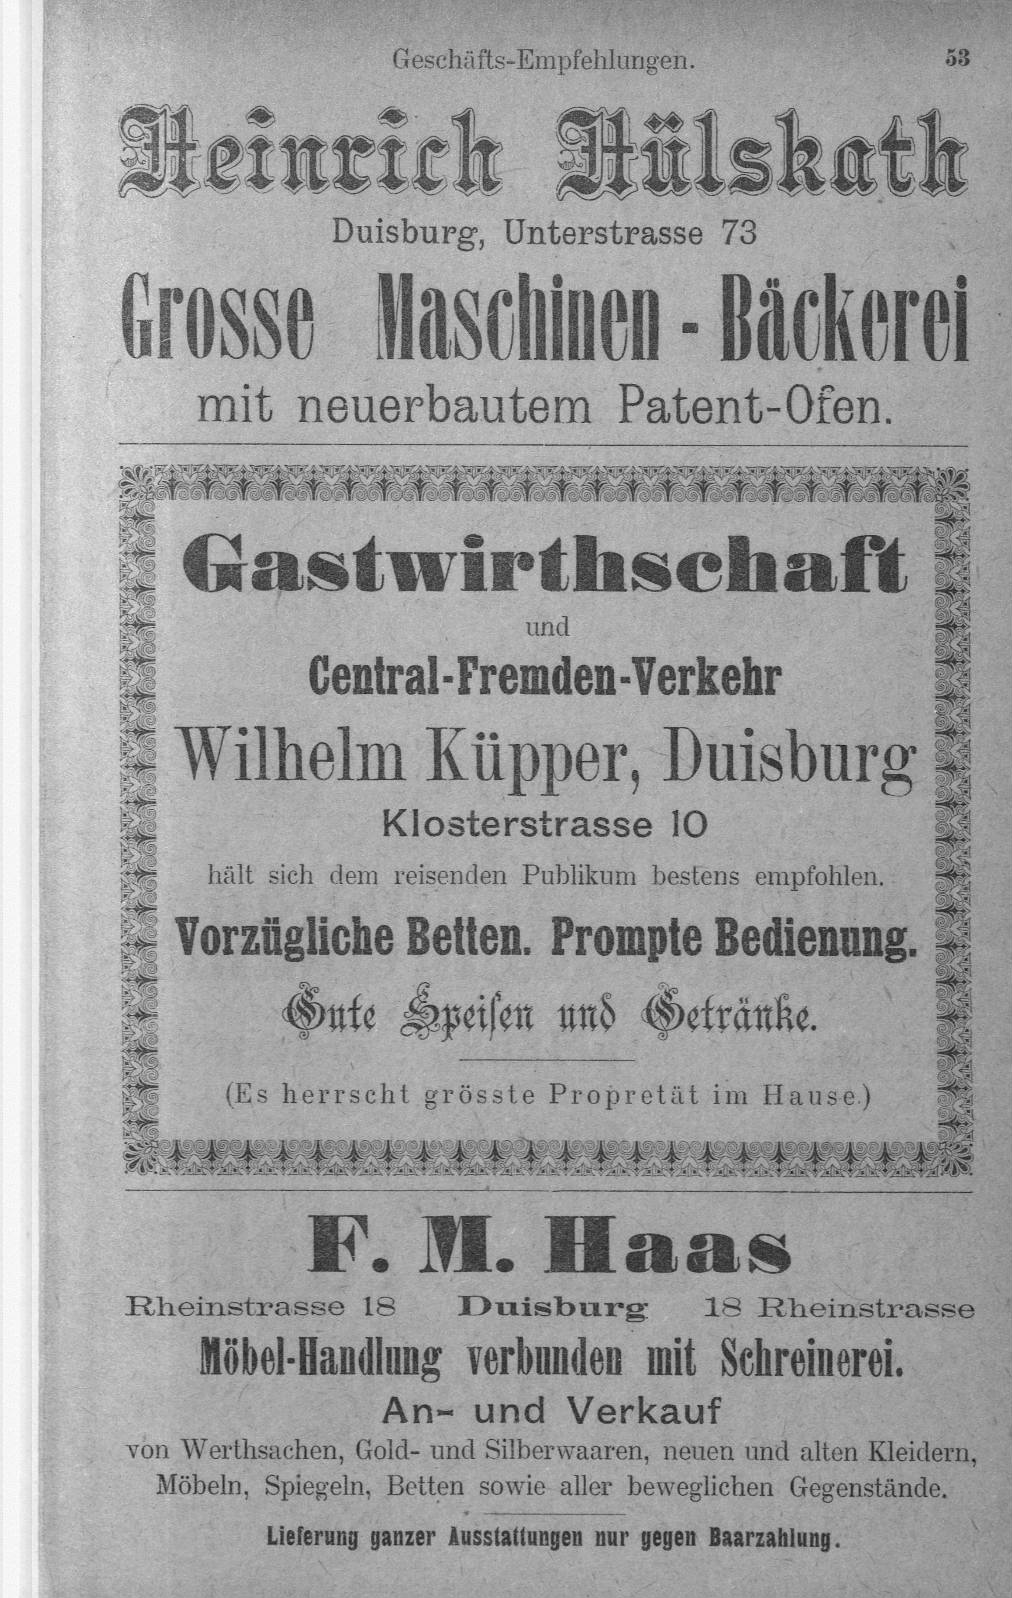 Geschäfts-Empfehlungen. 53
Heinrich Hülskath
Duisburg, Unterstrasse 73
Grosse Maschinen-Bäckerei
mit neuerbautem Patent-Ofen.
Gastwirthschaft
und
Central-Fremden-Verkehr
Wilhelm Küpper, Duisburg
Klosterstrasse 10
hält sich dem reisenden Publikum bestens empfohlen.
Vorzügliche Betten. Prompte Bedienung.
Gute Speiſen und Getränke.
(Es herrscht grösste Propretät im Hause.)
F. M. Haas
Rheinstrasse 18 Duisburg 18 Rheinstrasse
Möbel-Handlung verbunden mit Schreinerei.
An- und Verkauf
von Werthsachen, Gold- und Silberwaaren, neuen und alten Kleidern,
Möbeln, Spiegeln, Betten sowie aller beweglichen Gegenstände.
Lieferung ganzer Ausstattungen nur gegen Baarzahlung.